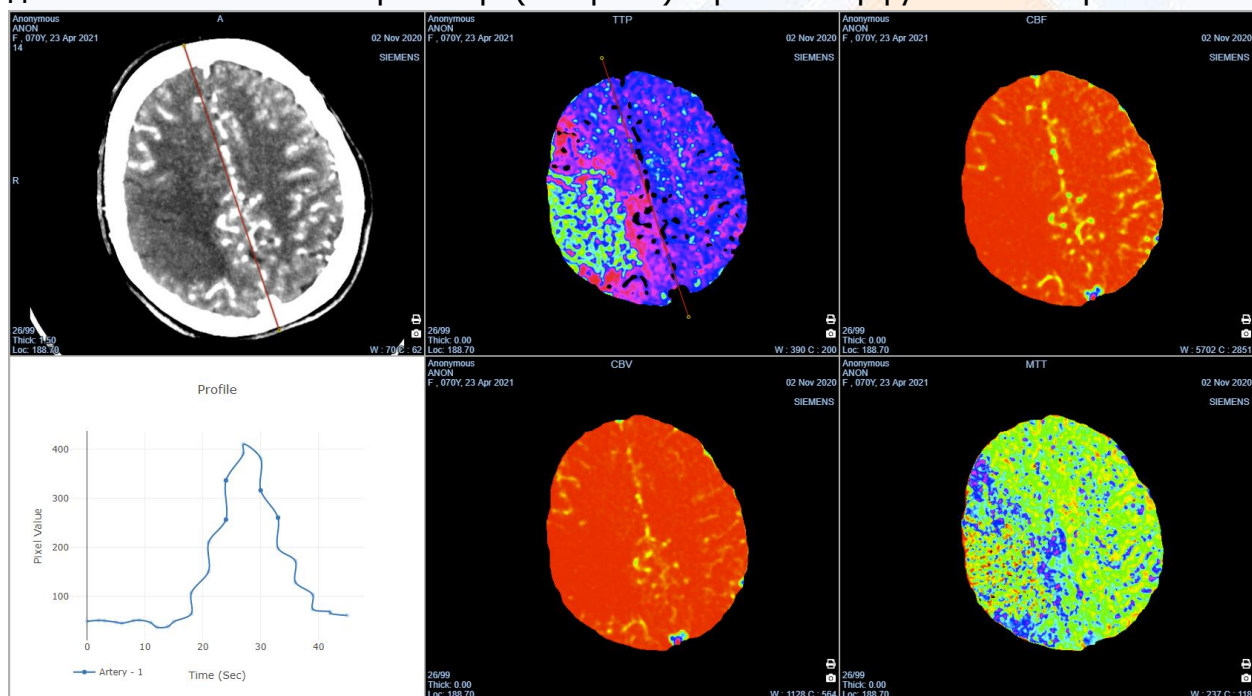 Anonymous
ANON
F , 070Y, 23 Apr 2021
14
A
02 Nov 2020
SIEMENS
R
26/99
Thick: 1.50
Loc: 188.70
W : 70 C : 62
TTP
02 Nov 2020
SIEMENS
Anonymous
ANON
F , 070Y, 23 Apr 2021
26/99
Thick: 0.00
Loc: 188.70
W : 390 C : 200
Anonymous
ANON
F , 070Y, 23 Apr 2021
CBF
02 Nov 2020
SIEMENS
26/99
Thick: 0.00
Loc: 188.70
W : 5702 C : 2851
Profile
400
300
200
100
Pixel Value
0
10
20
30
40
Artery - 1
Time (Sec)
Anonymous
ANON
F , 070Y, 23 Apr 2021
CBV
02 Nov 2020
SIEMENS
26/99
Thick: 0.00
Loc: 188.70
W : 1128 C : 564
Anonymous
ANON
F , 070Y, 23 Apr 2021
MTT
02 Nov 2020
SIEMENS
26/99
Thick: 0.00
Loc: 188.70
W : 237 C : 118